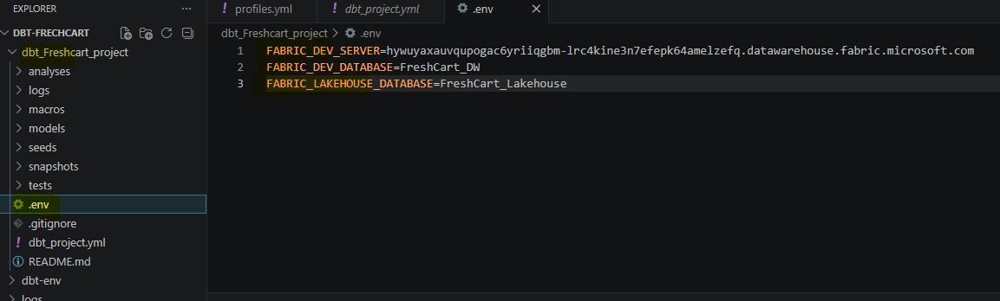 EXPLORER
···
DBT-FRECHCART
dbt_Freshcart_project
analyses
logs
macros
models
seeds
snapshots
tests
.env
.gitignore
dbt_project.yml
README.md
dbt-env
logs
! profiles.yml
! dbt_project.yml
.env
dbt_Freshcart_project > .env
1 FABRIC_DEV_SERVER=hywuyaxauvqupogac6yriiqgbm-lrc4kine3n7efepk64amelzefq.datawarehouse.fabric.microsoft.com
2 FABRIC_DEV_DATABASE=FreshCart_DW
3 FABRIC_LAKEHOUSE_DATABASE=FreshCart_Lakehouse